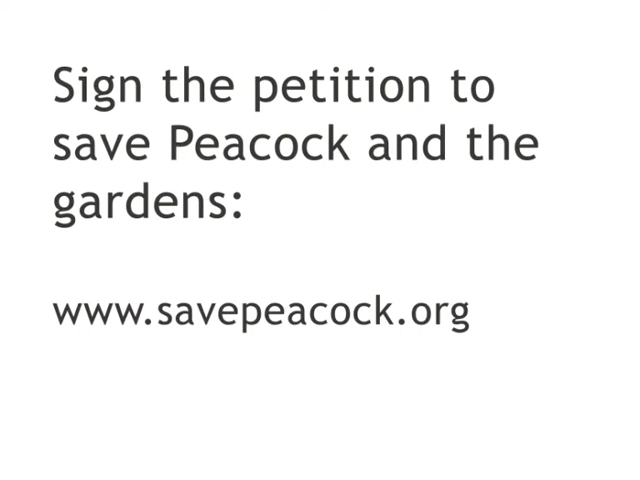 Sign the petition to
save Peacock and the
gardens:
www.savepeacock.org